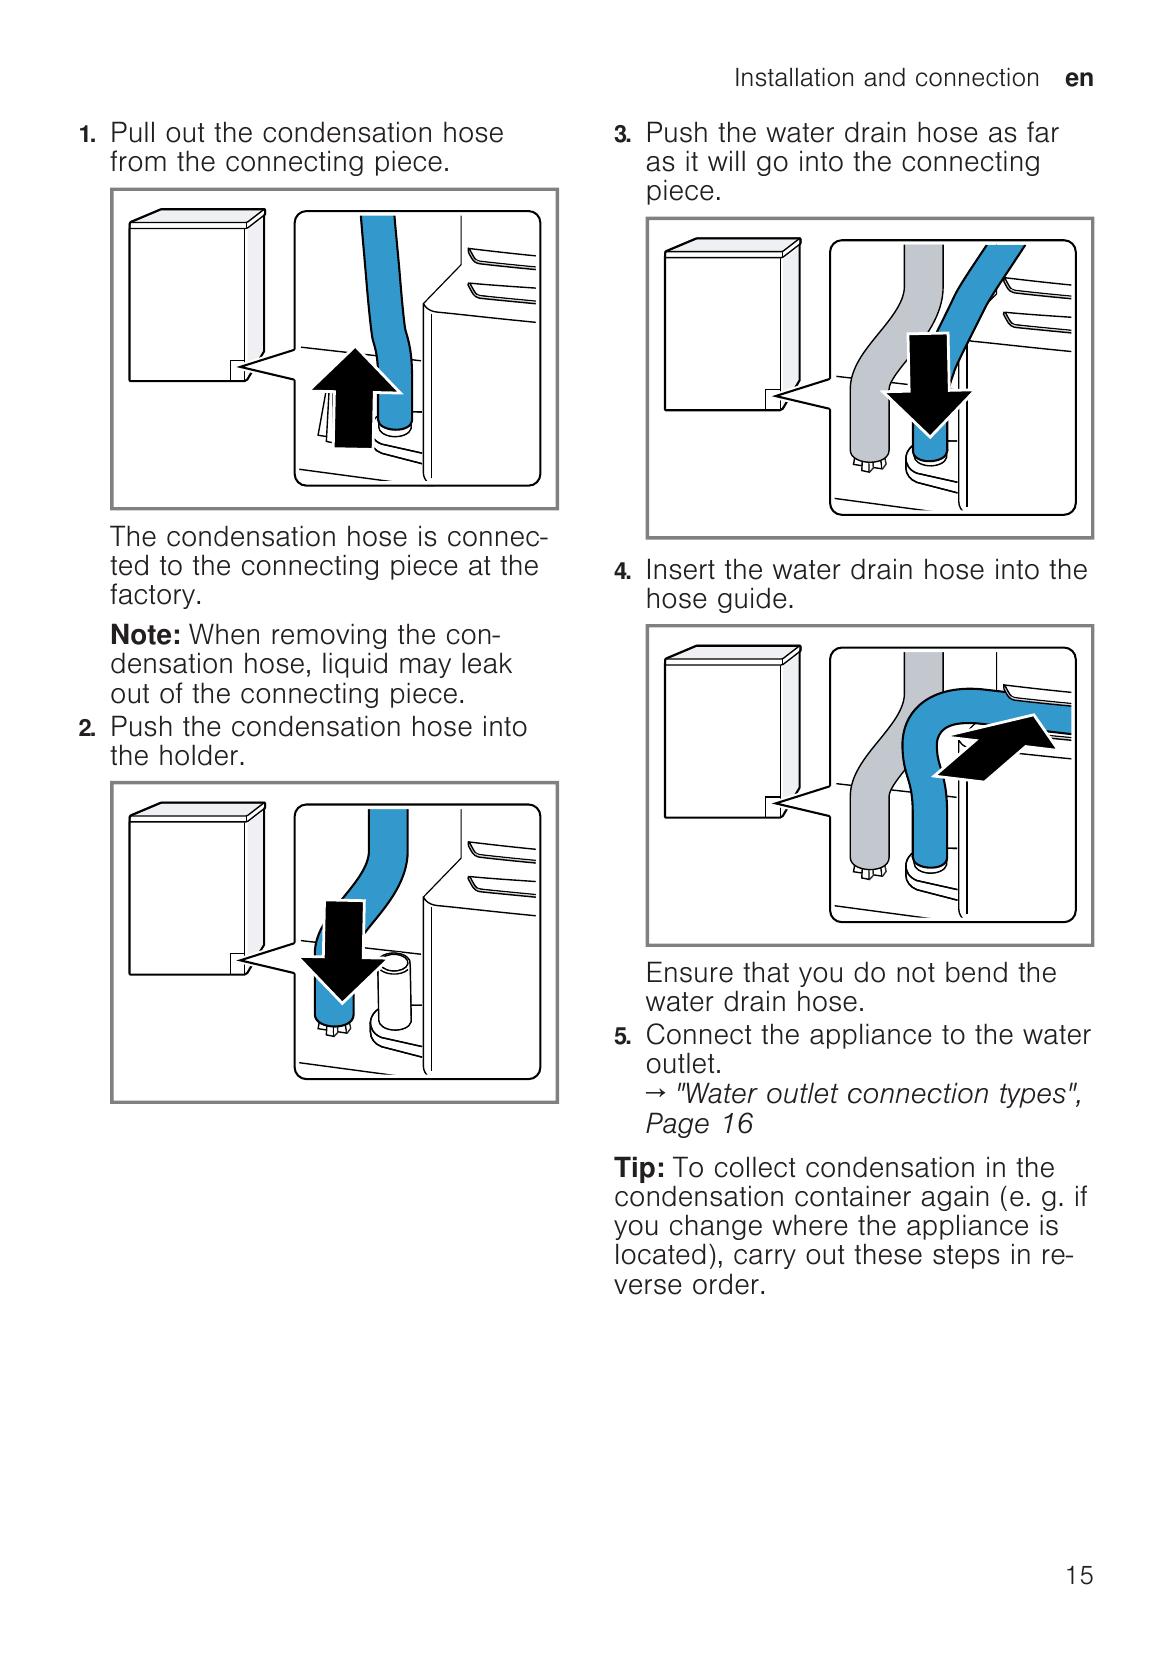 Installation and connection en
1. Pull out the condensation hose
from the connecting piece.
The condensation hose is connec-
ted to the connecting piece at the
factory.
Note: When removing the con-
densation hose, liquid may leak
out of the connecting piece.
2. Push the condensation hose into
the holder.
3. Push the water drain hose as far
as it will go into the connecting
piece.
4. Insert the water drain hose into the
hose guide.
Ensure that you do not bend the
water drain hose.
5. Connect the appliance to the water
outlet.
→ "Water outlet connection types",
Page 16
Tip: To collect condensation in the
condensation container again (e. g. if
you change where the appliance is
located), carry out these steps in re-
verse order.
15